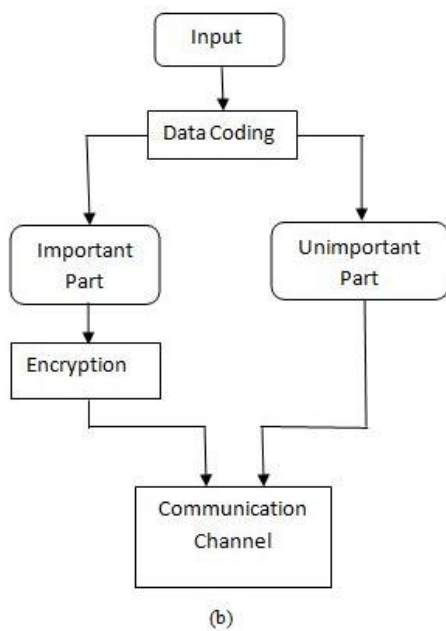 Input
Data Coding
Important
Part
Unimportant
Part
Encryption
Communication
Channel
(b)